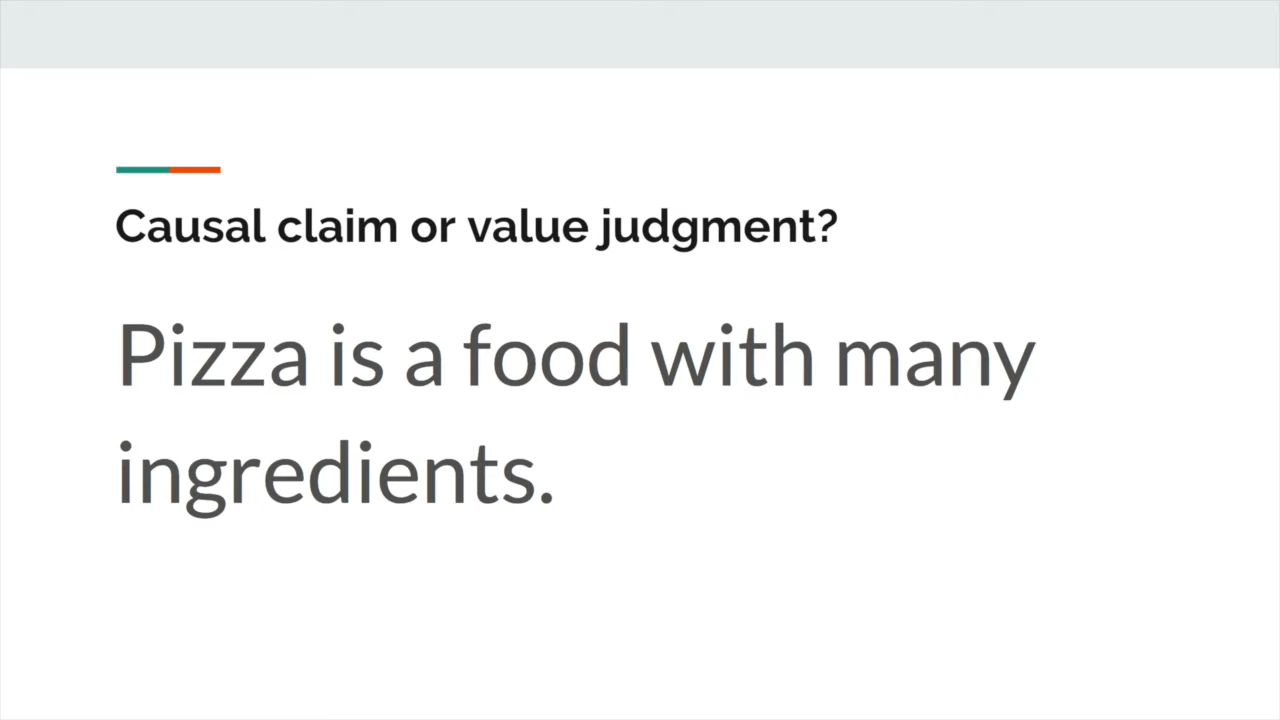 Causal claim or value judgment?
Pizza is a food with many
ingredients.